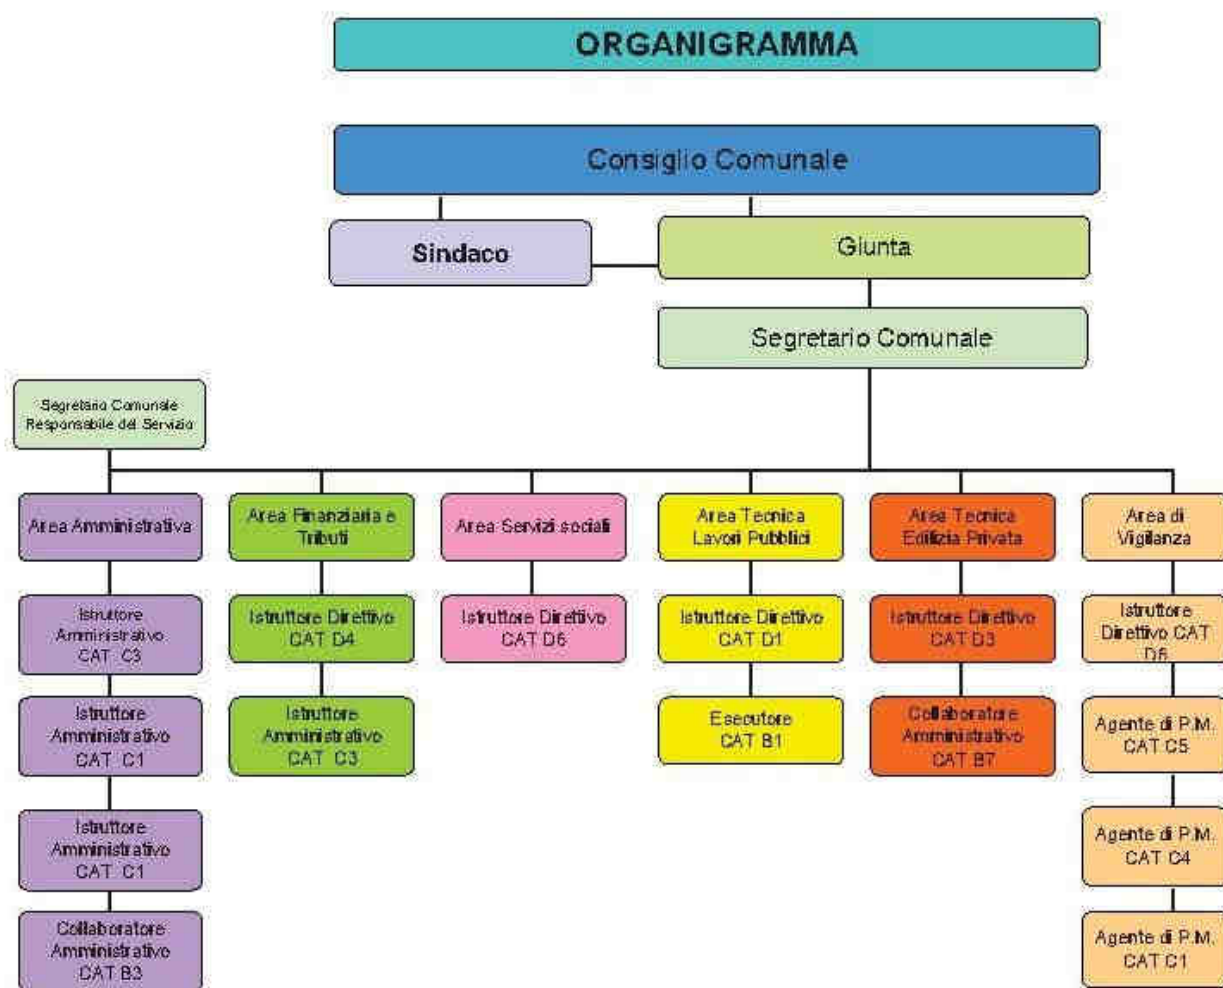 ORGANIGRAMMA
Consiglio Comunale
Sindaco
Giunta
Segretario Comunale
Segretario Comunale
Responsabile del Servizio
Area Amministrativa
Area Finanziaria e
Tributi
Area Servizi sociali
Area Tecnica
Lavori Pubblici
Area Tecnica
Edilizia Privata
Area di
Vigilanza
Istruttore
Amministrativo
CAT C3
Istruttore Direttivo
CAT D4
Istruttore Direttivo
CAT D6
Istruttore Direttivo
CAT D1
Istruttore Direttivo
CAT D3
Istruttore
Direttivo CAT
Istruttore
Amministrativo
CAT C1
Istruttore
Amministrativo
CAT C3
Esecutore
CAT B1
Collaboratore
Amministrativo
CAT B7
Agente di P.M.
CAT C5
Istruttore
Amministrativo
CAT C1
Agente di P.M.
CAT C4
Collaboratore
Amministrativo
CAT B3
Agente di P.M.
CAT C1